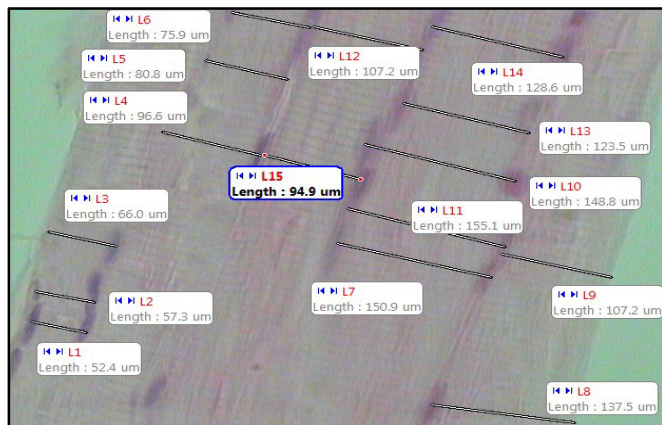 L6
Length : 75.9 um
L5
Length : 80.8 um
L12
Length : 107.2 um
L14
Length : 128.6 um
L4
Length : 96.6 um
L13
Length : 123.5 um
L15
Length : 94.9 um
L10
Length : 148.8 um
L3
Length : 66.0 um
L11
Length : 155.1 um
L2
Length : 57.3 um
L7
Length : 150.9 um
L9
Length : 107.2 um
L1
Length : 52.4 um
L8
Length : 137.5 um